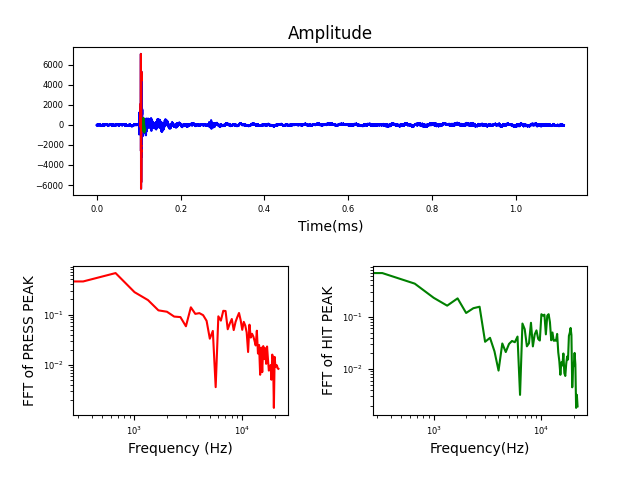 Amplitude
6000
4000
2000
0
−2000
−4000
−6000
0.0 0.2 0.4 0.6 0.8 1.0
Time(ms)
FFT of PRESS PEAK
10⁻¹
10⁻²
10³ 10⁴
Frequency (Hz)
FFT of HIT PEAK
10⁻¹
10⁻²
10³ 10⁴
Frequency(Hz)